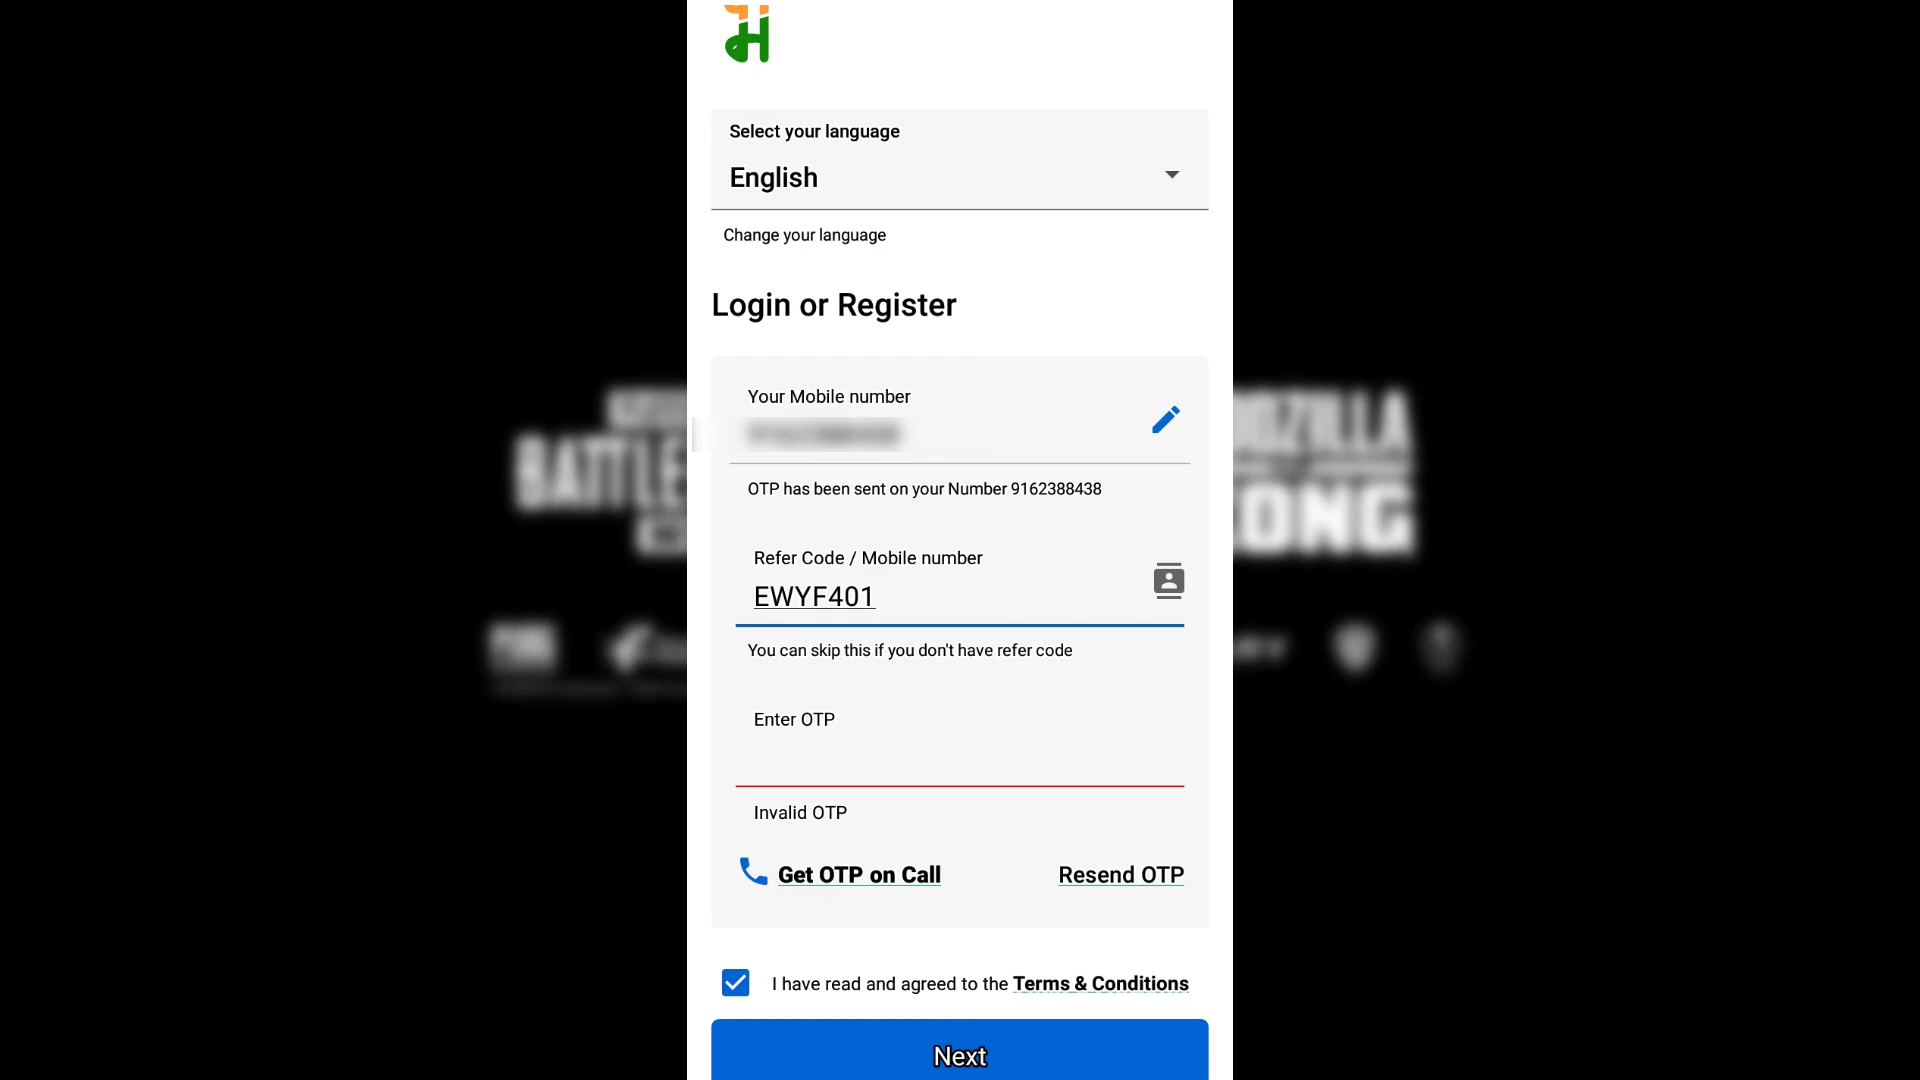 म
Select your language
English
Change your language
Login or Register
Your Mobile number
OTP has been sent on your Number 9162388438
Refer Code / Mobile number
EWYF401
You can skip this if you don't have refer code
Enter OTP
Invalid OTP
Get OTP on Call
Resend OTP
I have read and agreed to the Terms & Conditions
Next
BATTLE